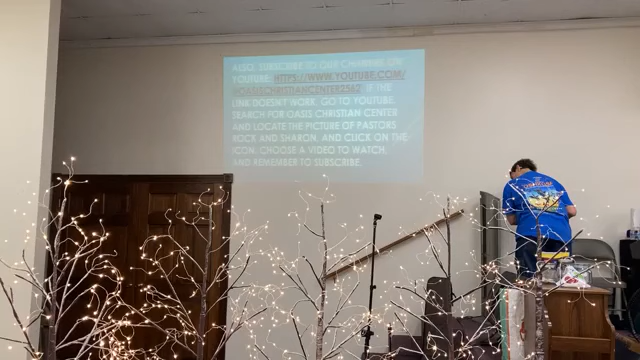 ALSO, SUBSCRIBE TO OUR CHANNEL ON
YOUTUBE. HTTPS://WWW.YOUTUBE.COM/
@OASISCHRISTIANCENTER2562 IF THE
LINK DOESN'T WORK, GO TO YOUTUBE,
SEARCH FOR OASIS CHRISTIAN CENTER
AND LOCATE THE PICTURE OF PASTORS
ROCK AND SHARON, AND CLICK ON THE
ICON. CHOOSE A VIDEO TO WATCH,
AND REMEMBER TO SUBSCRIBE.